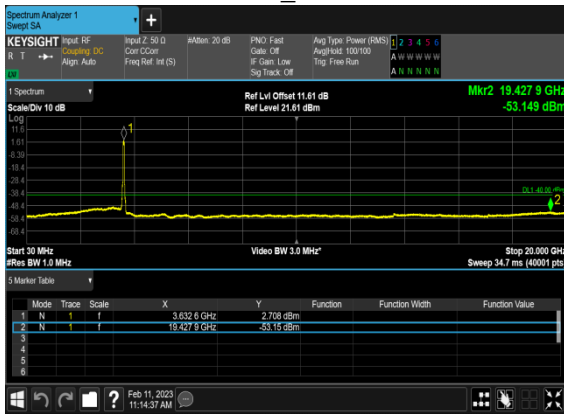 Spectrum Analyzer 1
Swept SA
KEYSIGHT Input: RF Input Z: 50 Ω #Atten: 20 dB PNO: Fast Avg Type: Power (RMS) 1 2 3 4 5 6
R T Coupling: DC Corr CCorr Gate: Off Avg|Hold: 100/100 A W W W W W
Align: Auto Freq Ref: Int (S) IF Gain: Low Trig: Free Run
Sig Track: Off A N N N N N
1 Spectrum Ref Lvl Offset 11.61 dB Mkr2 19.427 9 GHz
Scale/Div 10 dB Ref Level 21.61 dBm -53.149 dBm
Log
11.6
1
1.61
-8.39
-18.4
-28.4
DL1 -40.00 dBm
-38.4
2
-48.4
-58.4
-68.4
Start 30 MHz Video BW 3.0 MHz* Stop 20.000 GHz
#Res BW 1.0 MHz Sweep 34.7 ms (40001 pts)
5 Marker Table
Mode Trace Scale X Y Function Function Width Function Value
1 N 1 f 3.632 6 GHz 2.708 dBm
2 N 1 f 19.427 9 GHz -53.15 dBm
3
4
5
6
? Feb 11, 2023
11:14:37 AM